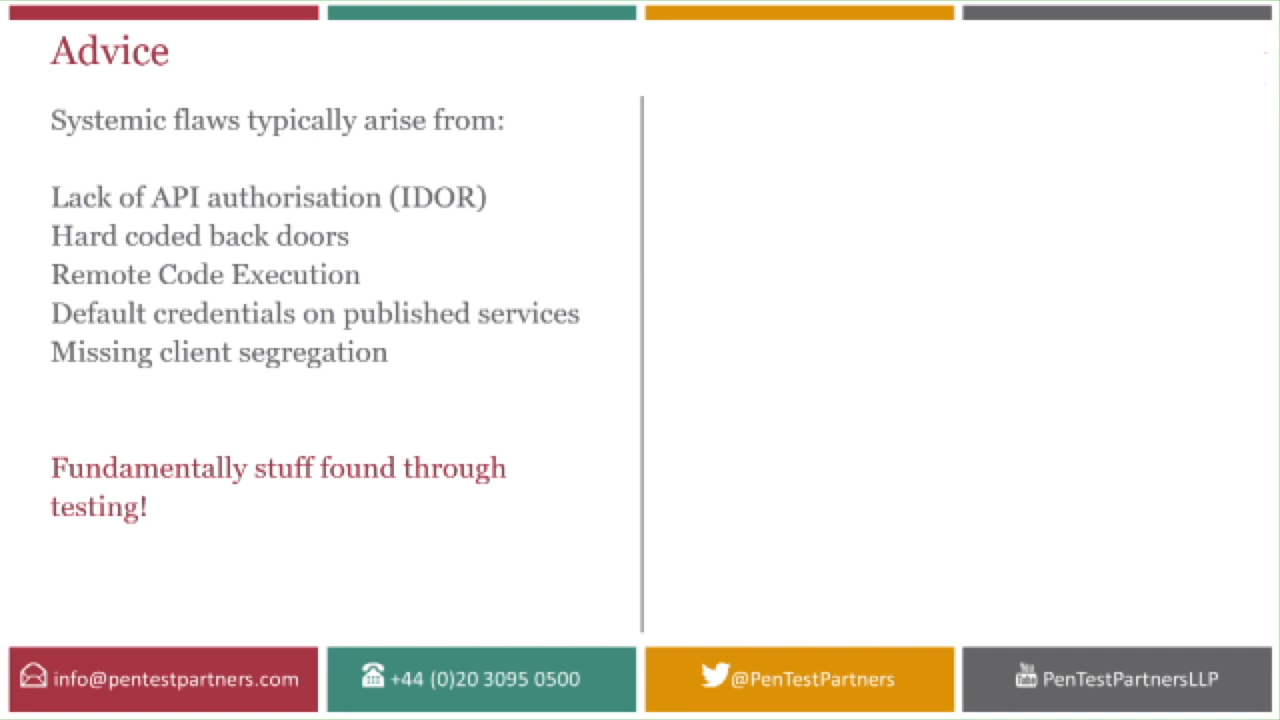 Advice
Systemic flaws typically arise from:
Lack of API authorisation (IDOR)
Hard coded back doors
Remote Code Execution
Default credentials on published services
Missing client segregation
Fundamentally stuff found through
testing!
info@pentestpartners.com
+44 (0)20 3095 0500
@PenTestPartners
You Tube PenTestPartnersLLP